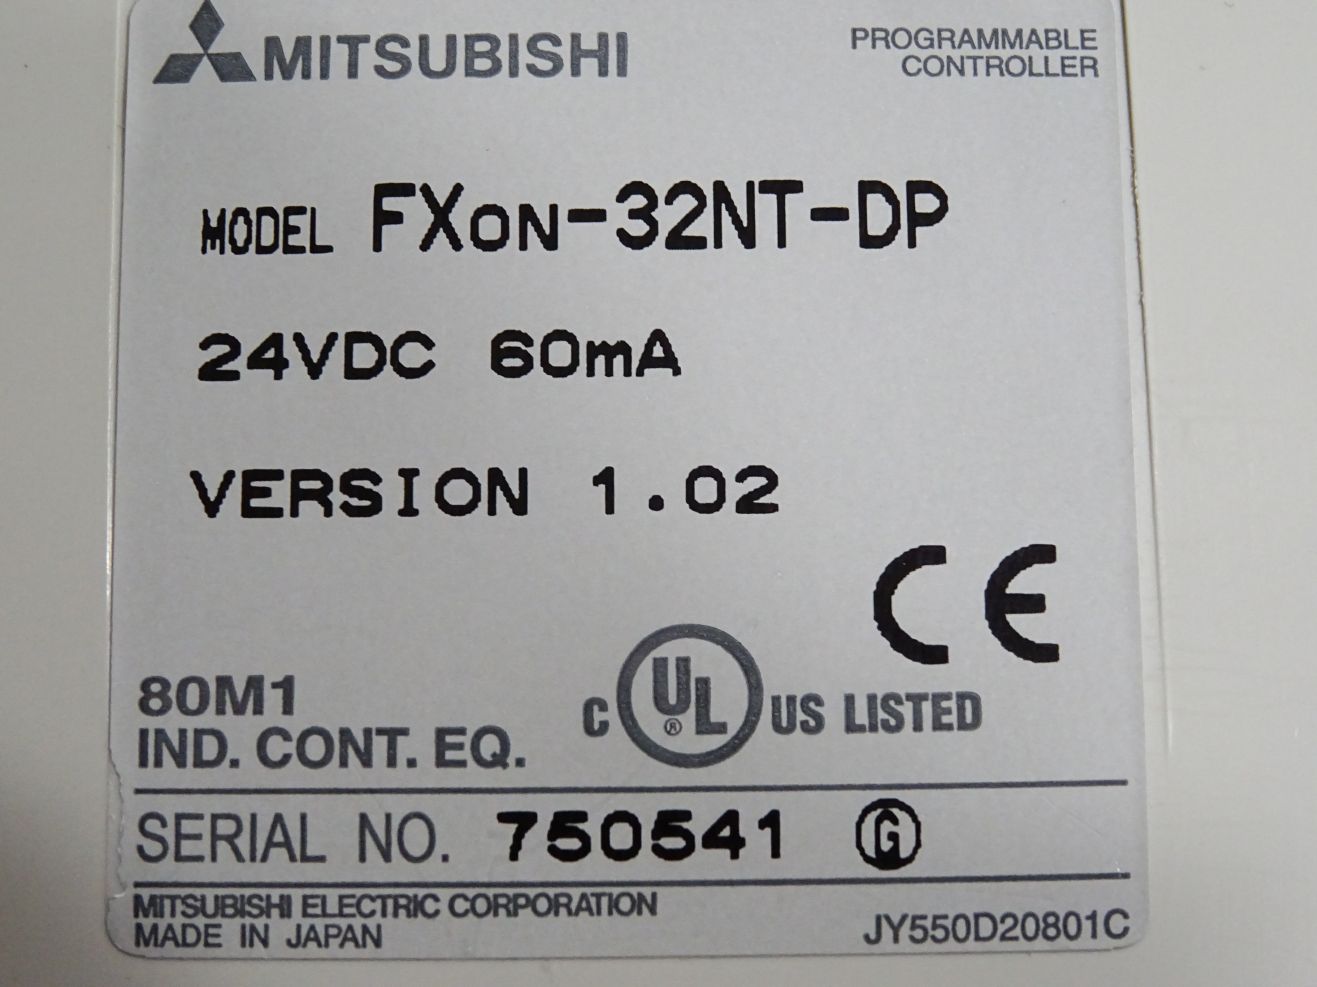 MITSUBISHI
PROGRAMMABLE
CONTROLLER
MODEL FX0N-32NT-DP
24VDC 60mA
VERSION 1.02
CE
80M1
IND. CONT. EQ.
C UL® US LISTED
SERIAL NO. 750541 G
MITSUBISHI ELECTRIC CORPORATION
MADE IN JAPAN
JY550D20801C